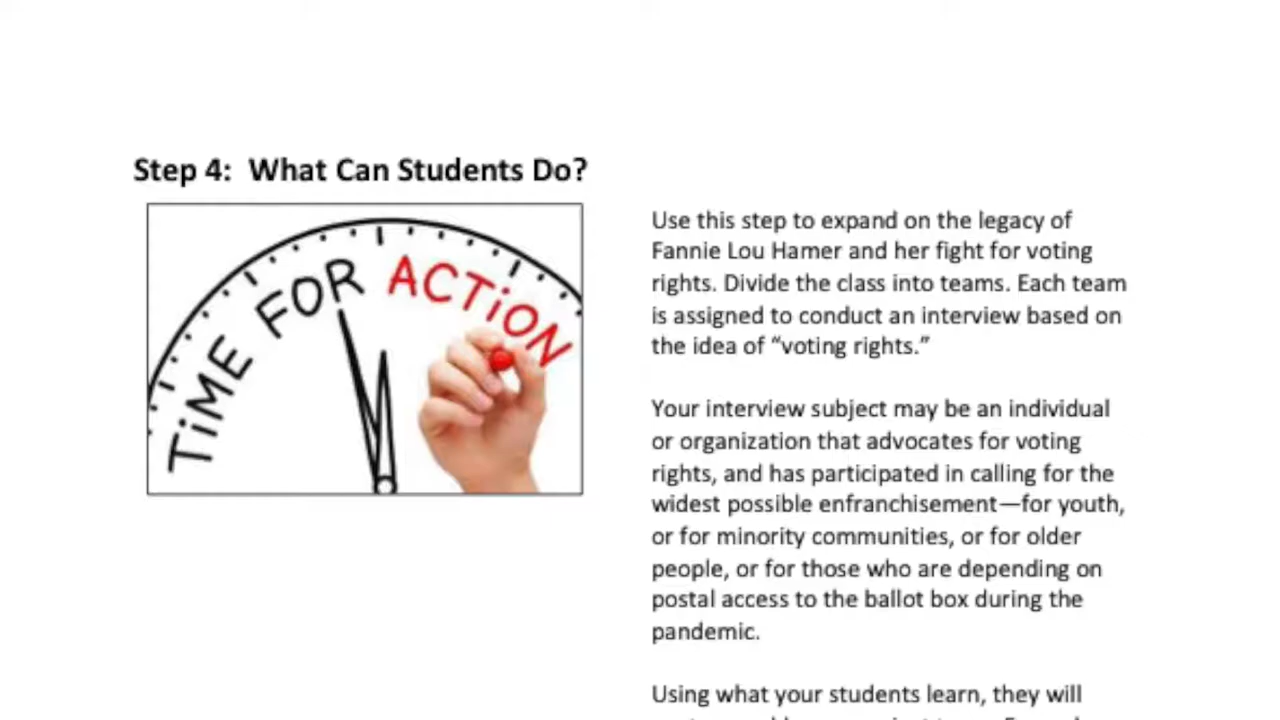 Step 4:  What Can Students Do?
TiME FOR ACTiON
Use this step to expand on the legacy of
Fannie Lou Hamer and her fight for voting
rights. Divide the class into teams. Each team
is assigned to conduct an interview based on
the idea of “voting rights.”
Your interview subject may be an individual
or organization that advocates for voting
rights, and has participated in calling for the
widest possible enfranchisement—for youth,
or for minority communities, or for older
people, or for those who are depending on
postal access to the ballot box during the
pandemic.
Using what your students learn, they will